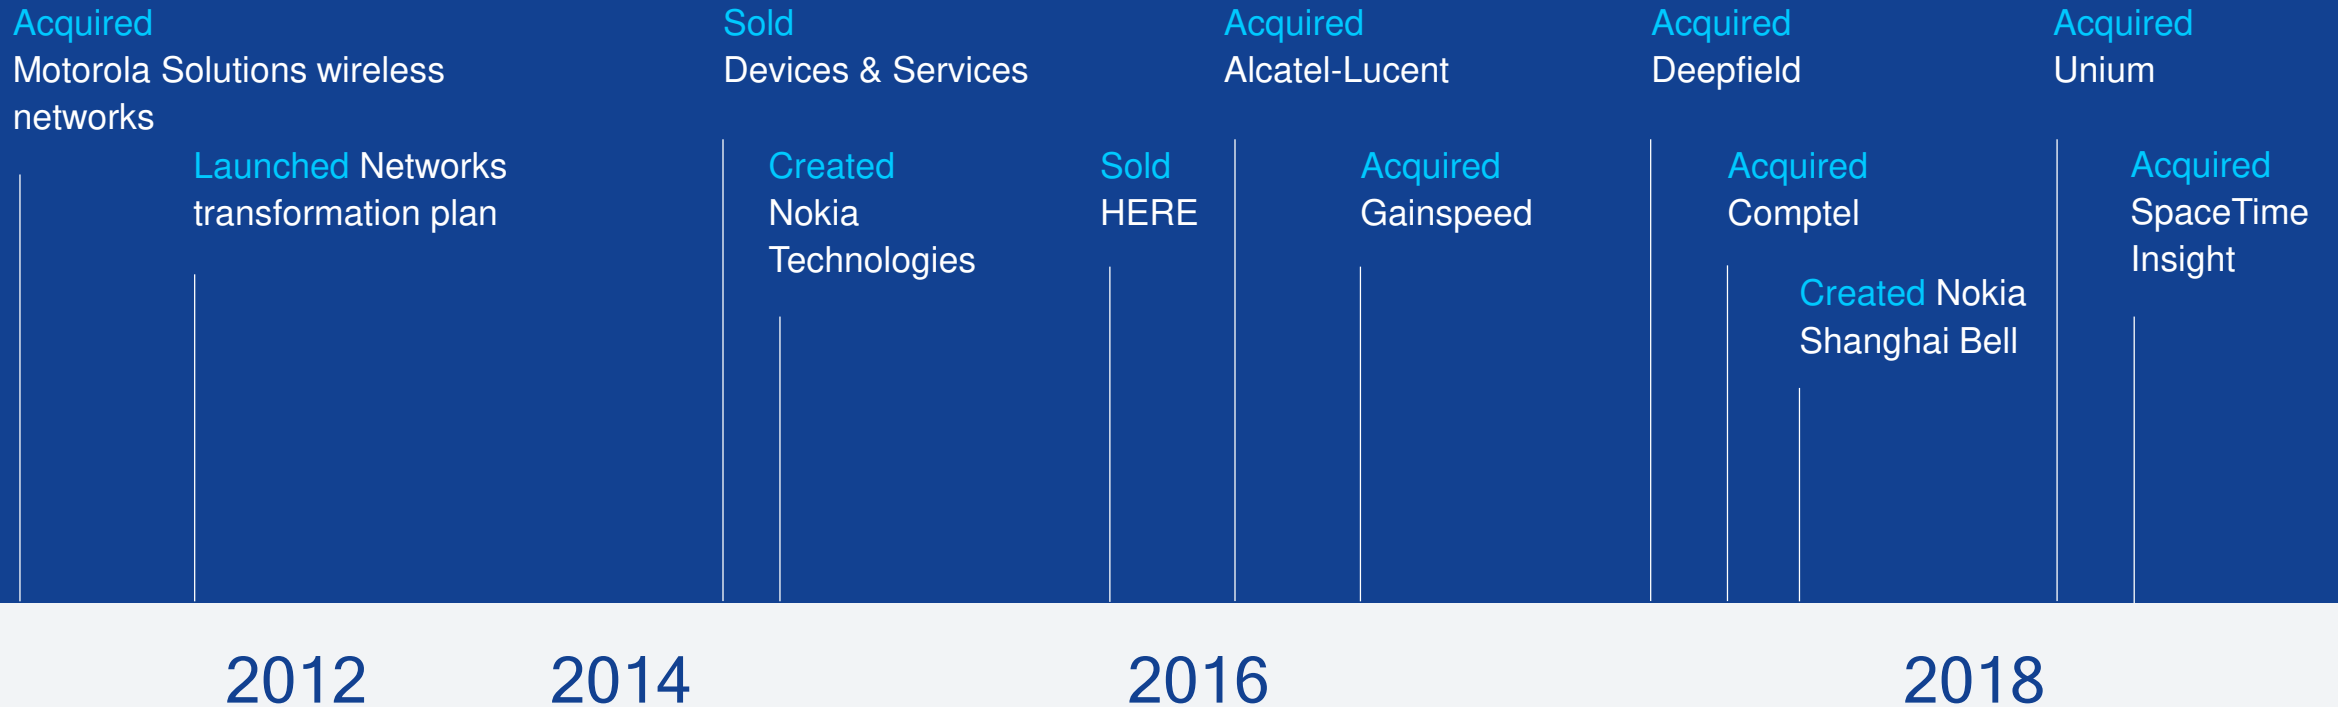 Acquired
Motorola Solutions wireless
networks
Launched Networks
transformation plan
Sold
Devices & Services
Created
Nokia
Technologies
Sold
HERE
Acquired
Alcatel-Lucent
Acquired
Gainspeed
Acquired
Deepfield
Acquired
Comptel
Created Nokia
Shanghai Bell
Acquired
Unium
Acquired
SpaceTime
Insight
2012
2014
2016
2018